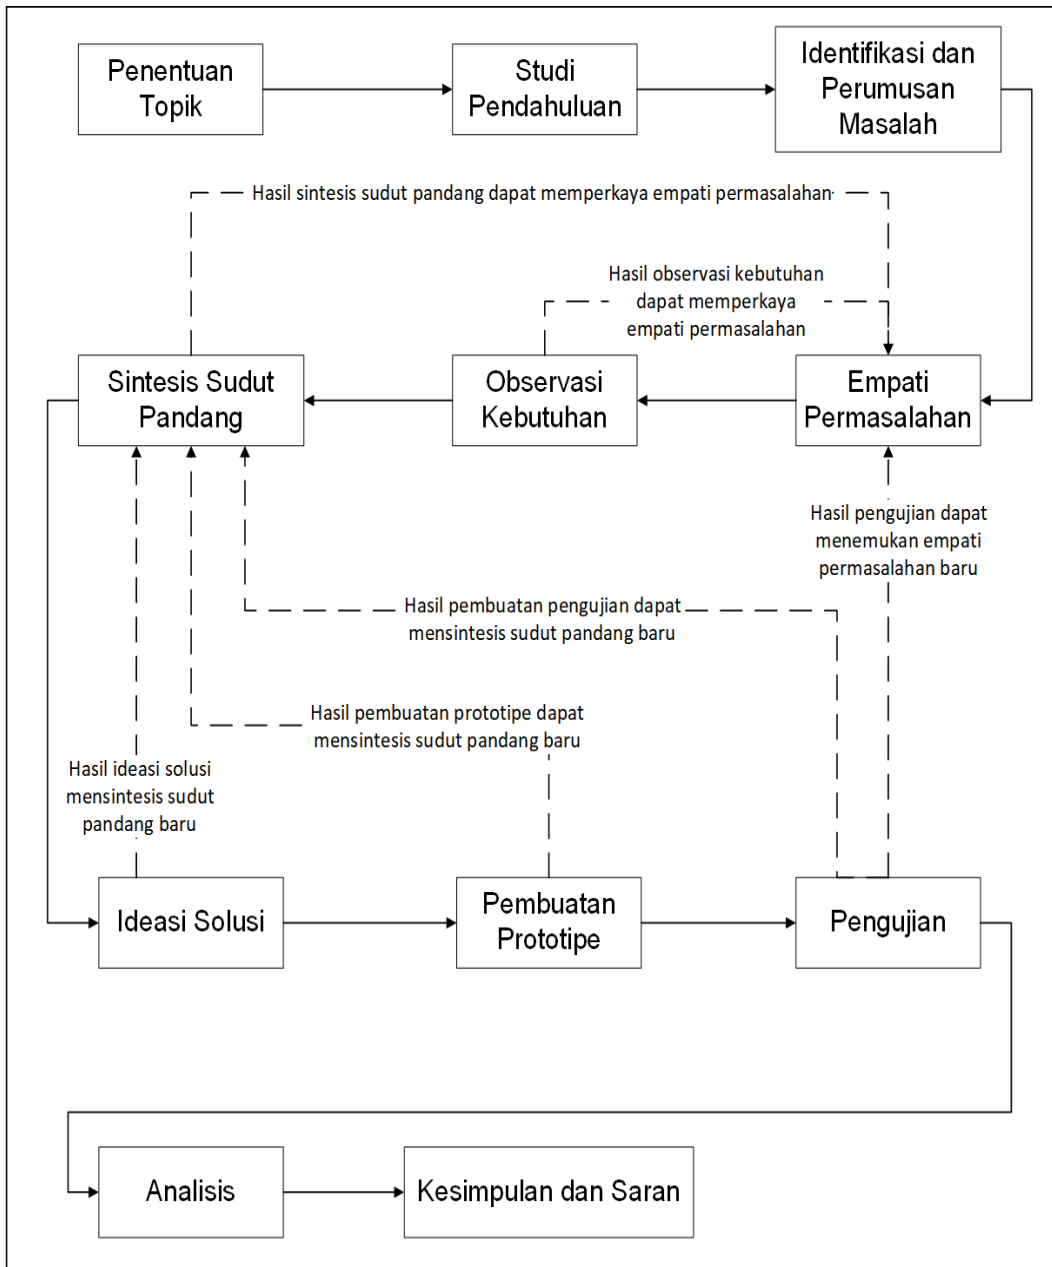 Penentuan
Topik
Studi
Pendahuluan
Identifikasi dan
Perumusan
Masalah
Hasil sintesis sudut pandang dapat memperkaya empati permasalahan
Hasil observasi kebutuhan
dapat memperkaya
empati permasalahan
Sintesis Sudut
Pandang
Observasi
Kebutuhan
Empati
Permasalahan
Hasil pengujian dapat
menemukan empati
permasalahan baru
Hasil pembuatan pengujian dapat
mensintesis sudut pandang baru
Hasil pembuatan prototipe dapat
mensintesis sudut pandang baru
Hasil ideasi solusi
mensintesis sudut
pandang baru
Ideasi Solusi
Pembuatan
Prototipe
Pengujian
Analisis
Kesimpulan dan Saran